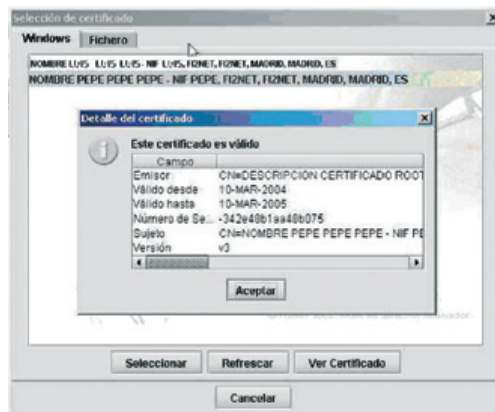 Selección de certificado
Windows Fichero
NOMBRE LUIS LUIS LUIS - NIF LUIS, FI2NET, FI2NET, MADRID, MADRID, ES
NOMBRE PEPE PEPE PEPE - NIF PEPE, FI2NET, FI2NET, MADRID, MADRID, ES
Detalle del certificado
Este certificado es válido
Campo
Emisor CN=DESCRIPCION CERTIFICADO ROOT
Válido desde 10-MAR-2004
Válido hasta 10-MAR-2005
Número de Se... -342e48b1aa48b075
Sujeto CN=NOMBRE PEPE PEPE PEPE - NIF PE
Versión v3
Aceptar
Seleccionar Refrescar Ver Certificado
Cancelar